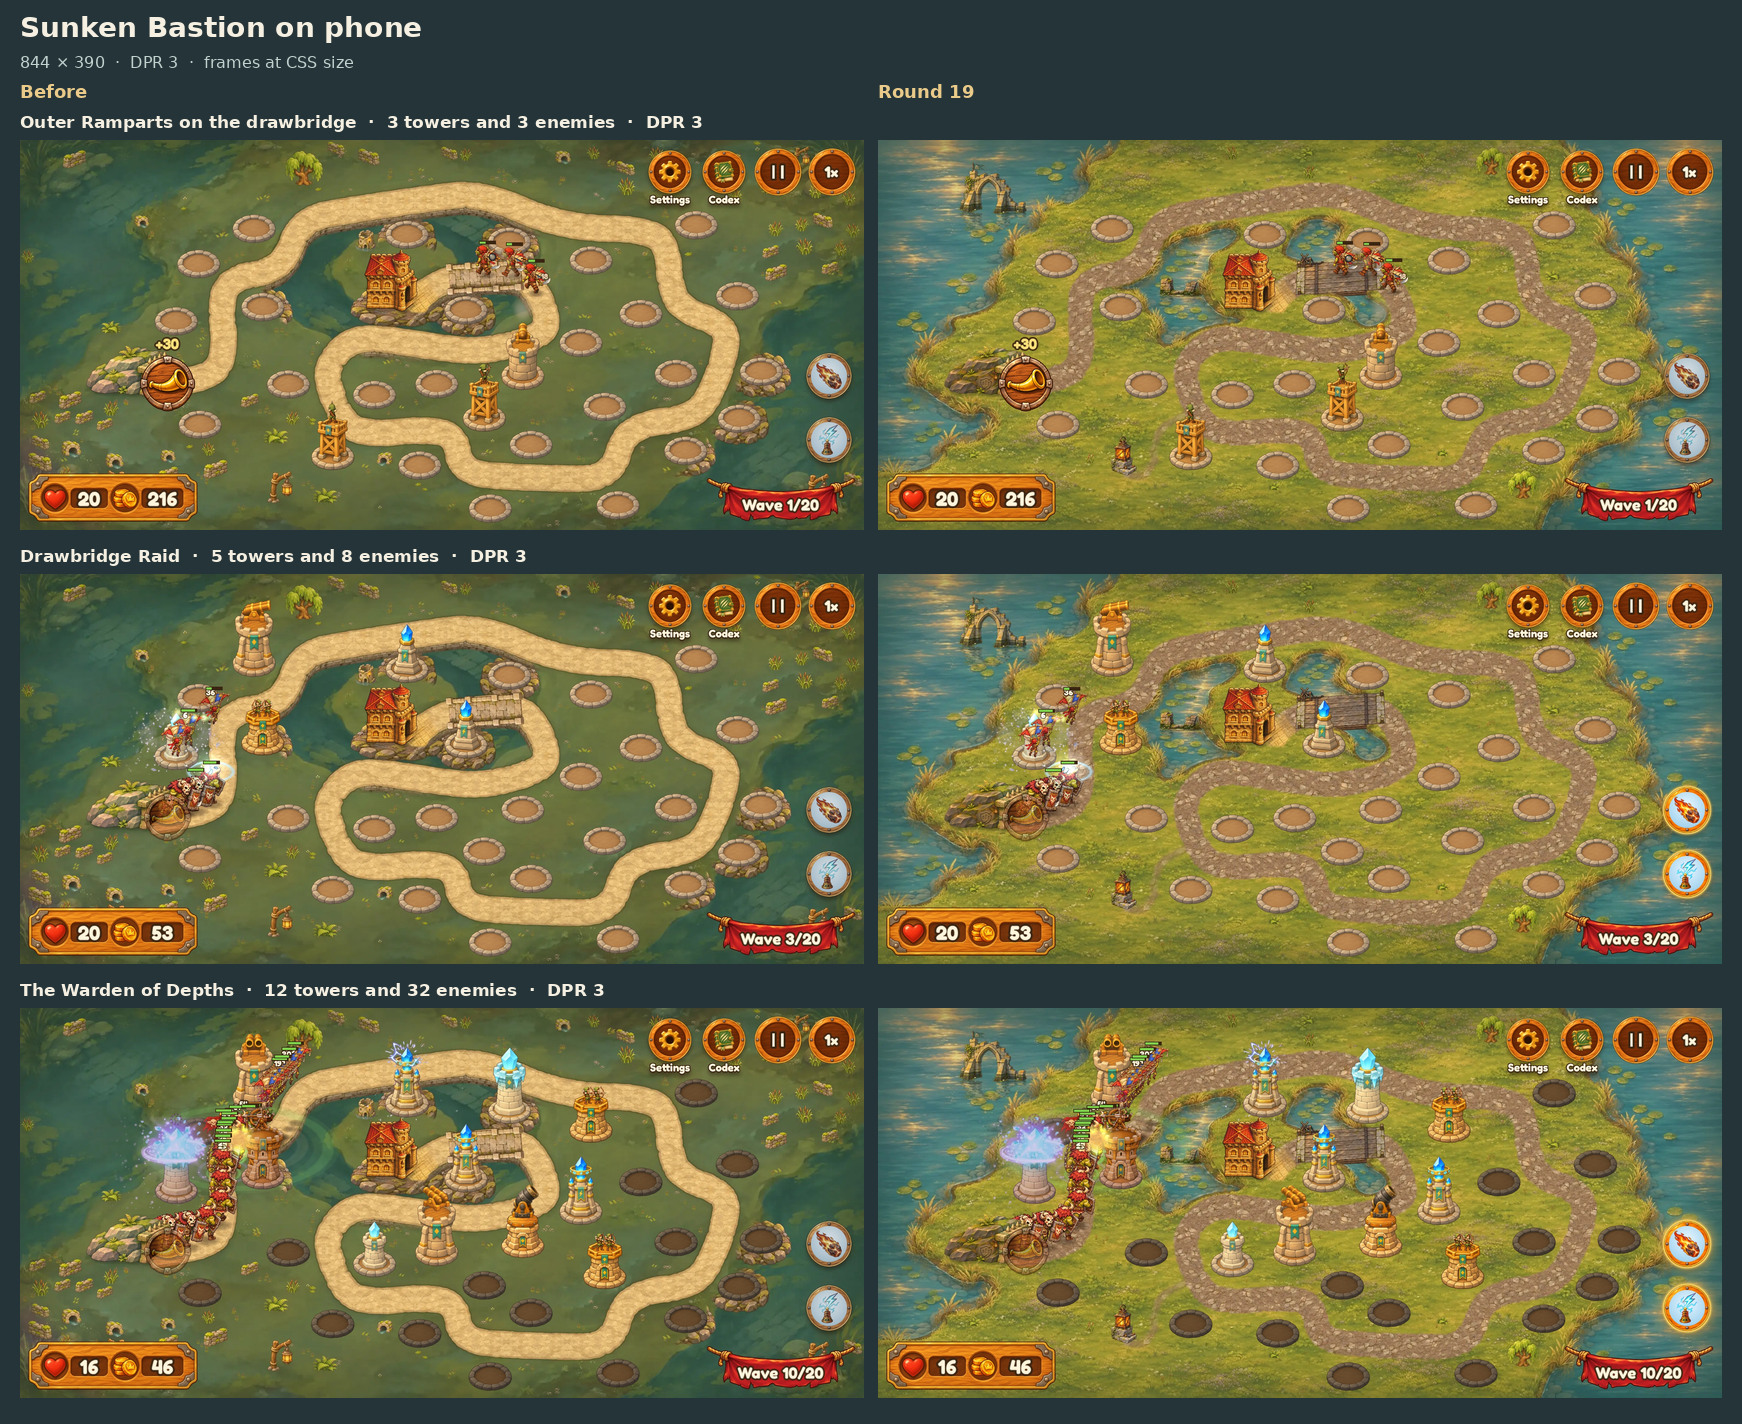 Sunken Bastion on phone
844 × 390 · DPR 3 · frames at CSS size
Before
Round 19
Outer Ramparts on the drawbridge · 3 towers and 3 enemies · DPR 3
Settings
Codex
1x
+30
20
216
Wave 1/20
Settings
Codex
1x
+30
20
216
Wave 1/20
Drawbridge Raid · 5 towers and 8 enemies · DPR 3
Settings
Codex
1x
36
20
53
Wave 3/20
Settings
Codex
1x
36
20
53
Wave 3/20
The Warden of Depths · 12 towers and 32 enemies · DPR 3
Settings
Codex
1x
16
46
Wave 10/20
Settings
Codex
1x
16
46
Wave 10/20